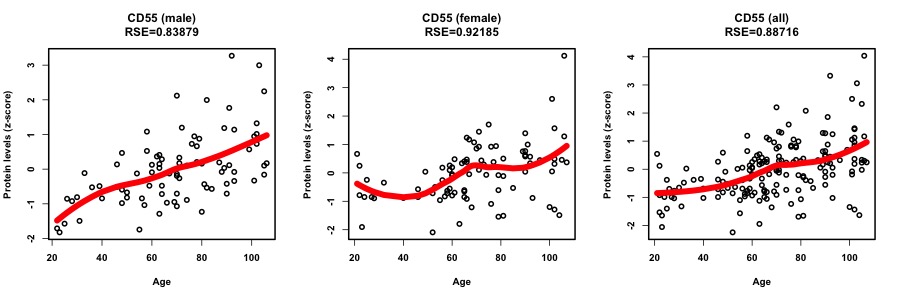 CD55 (male)
RSE=0.83879
Protein levels (z-score)
3
2
1
0
-1
-2
20 40 60 80 100
Age
CD55 (female)
RSE=0.92185
Protein levels (z-score)
4
3
2
1
0
-1
-2
20 40 60 80 100
Age
CD55 (all)
RSE=0.88716
Protein levels (z-score)
4
3
2
1
0
-1
-2
20 40 60 80 100
Age